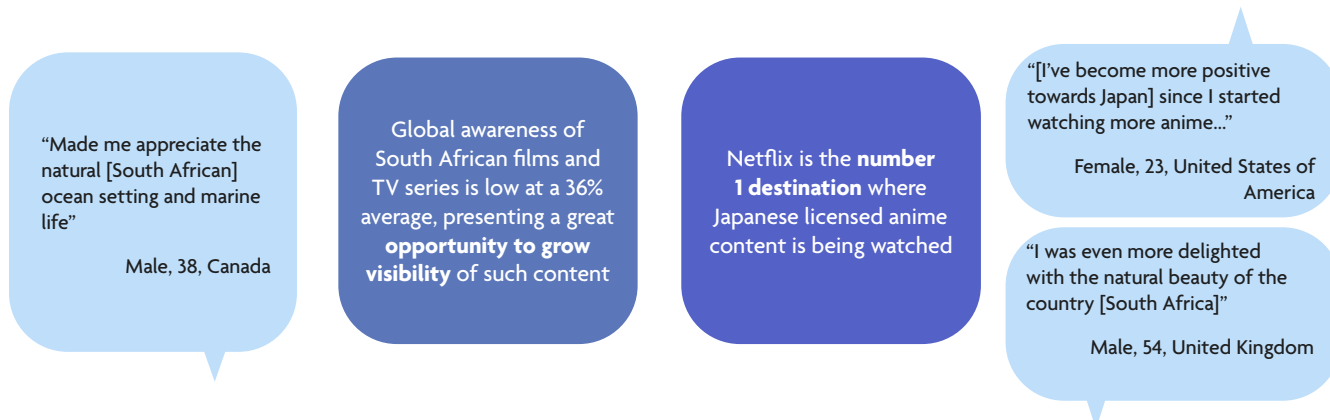 “Made me appreciate the
natural [South African]
ocean setting and marine
life”
Male, 38, Canada
Global awareness of
South African films and
TV series is low at a 36%
average, presenting a great
opportunity to grow
visibility of such content
Netflix is the number
1 destination where
Japanese licensed anime
content is being watched
“[I’ve become more positive
towards Japan] since I started
watching more anime...”
Female, 23, United States of
America
“I was even more delighted
with the natural beauty of the
country [South Africa]”
Male, 54, United Kingdom